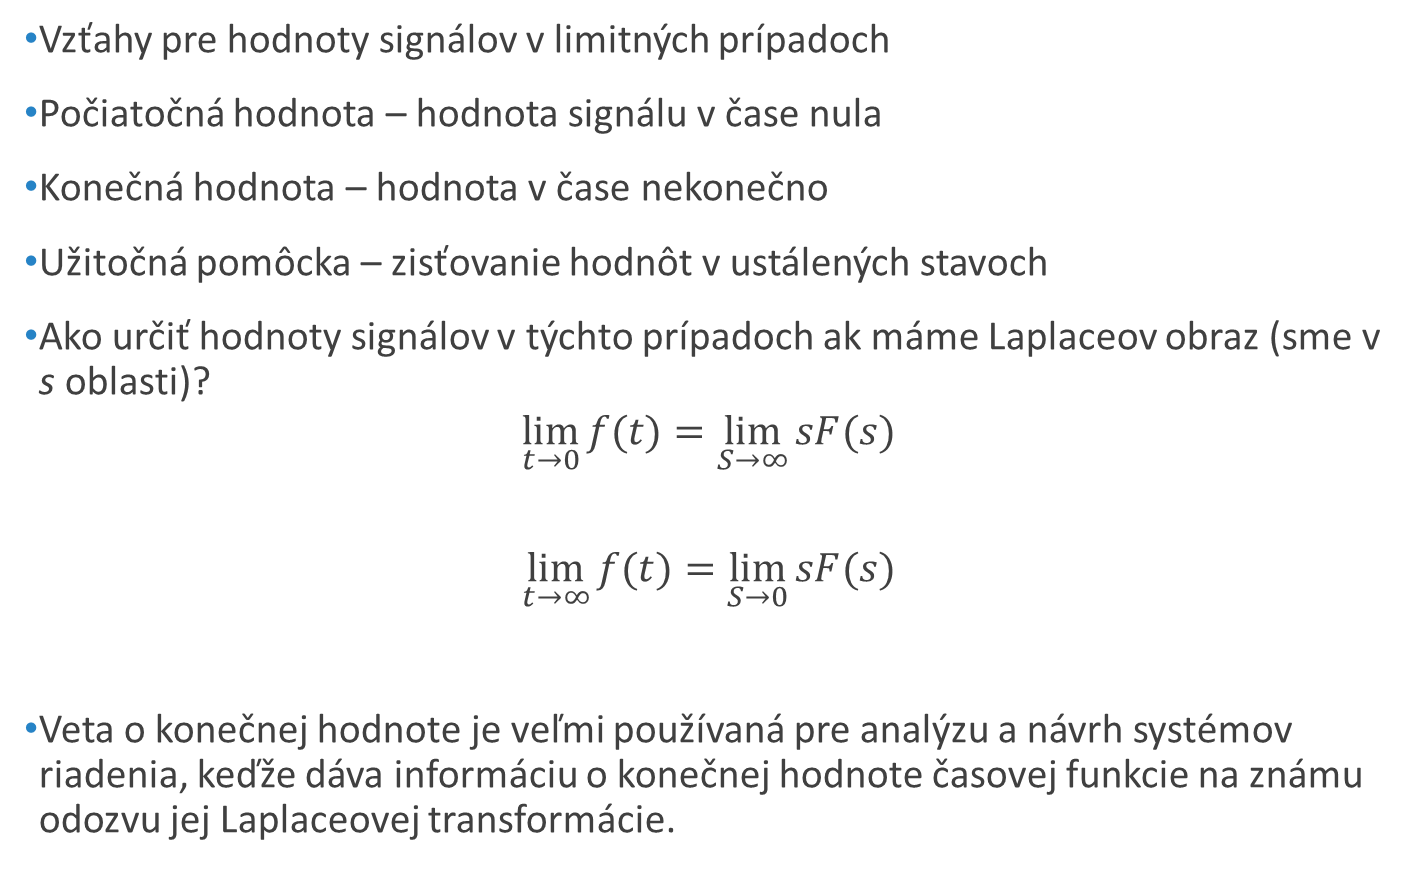 •Vzťahy pre hodnoty signálov v limitných prípadoch
•Počiatočná hodnota – hodnota signálu v čase nula
•Konečná hodnota – hodnota v čase nekonečno
•Užitočná pomôcka – zisťovanie hodnôt v ustálených stavoch
•Ako určiť hodnoty signálov v týchto prípadoch ak máme Laplaceov obraz (sme v
s oblasti)?
lim f(t) = lim sF(s)
t→0 S→∞
lim f(t) = lim sF(s)
t→∞ S→0
•Veta o konečnej hodnote je veľmi používaná pre analýzu a návrh systémov
riadenia, keďže dáva informáciu o konečnej hodnote časovej funkcie na známu
odozvu jej Laplaceovej transformácie.